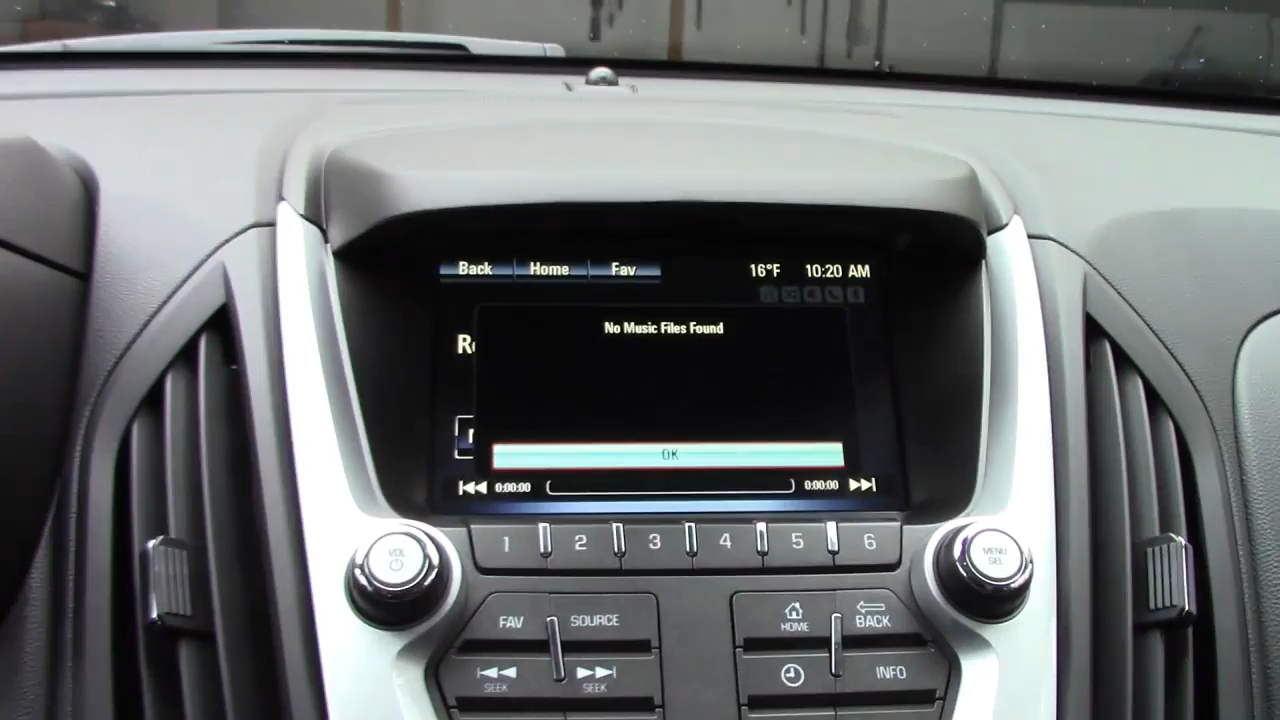 Back Home Fav 16°F 10:20 AM
No Music Files Found
OK
0:00:00 0:00:00
1 2 3 4 5 6
VOL
MENU
SEL
FAV SOURCE
HOME BACK
SEEK SEEK
INFO